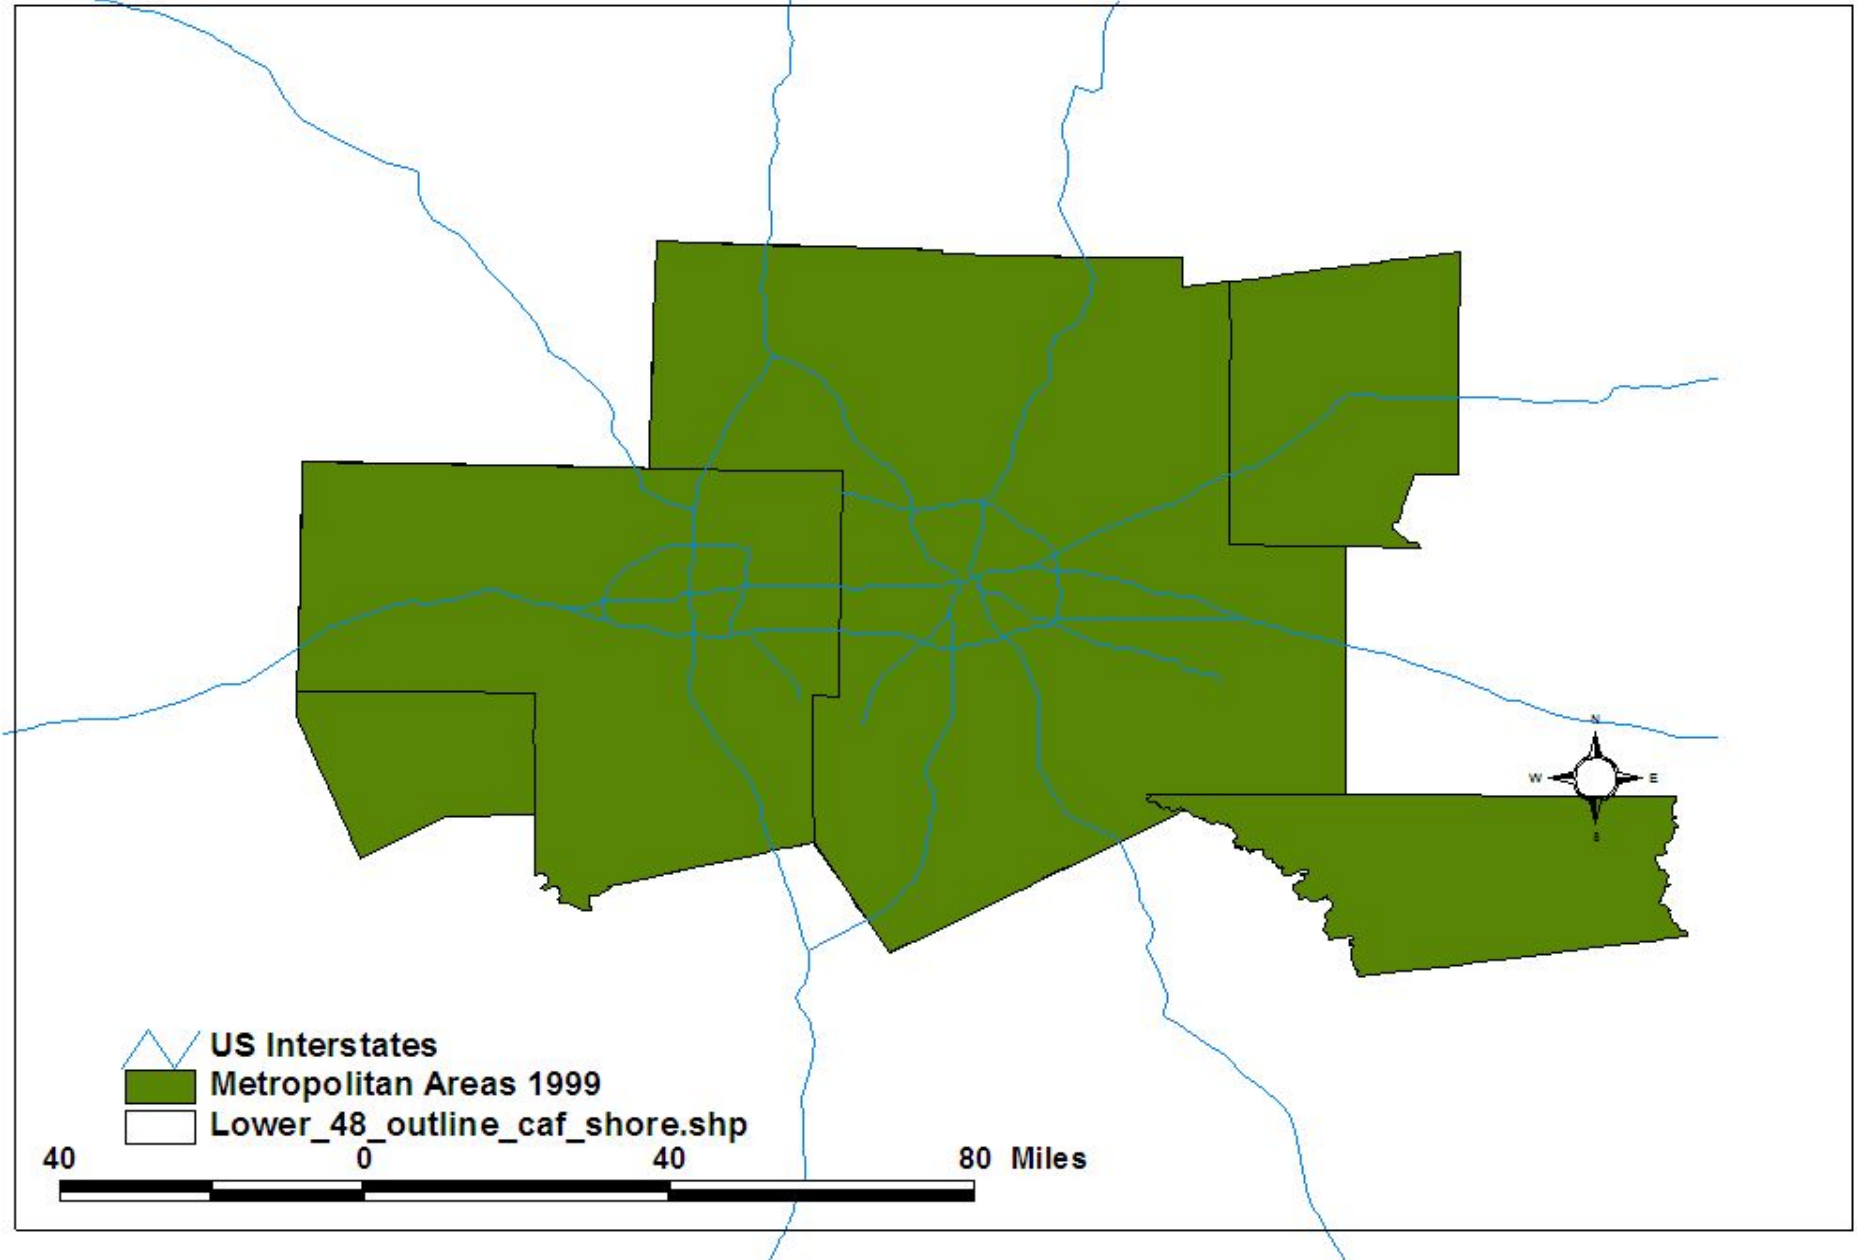 N
W E
S
US Interstates
Metropolitan Areas 1999
Lower_48_outline_caf_shore.shp
40 0 40 80 Miles